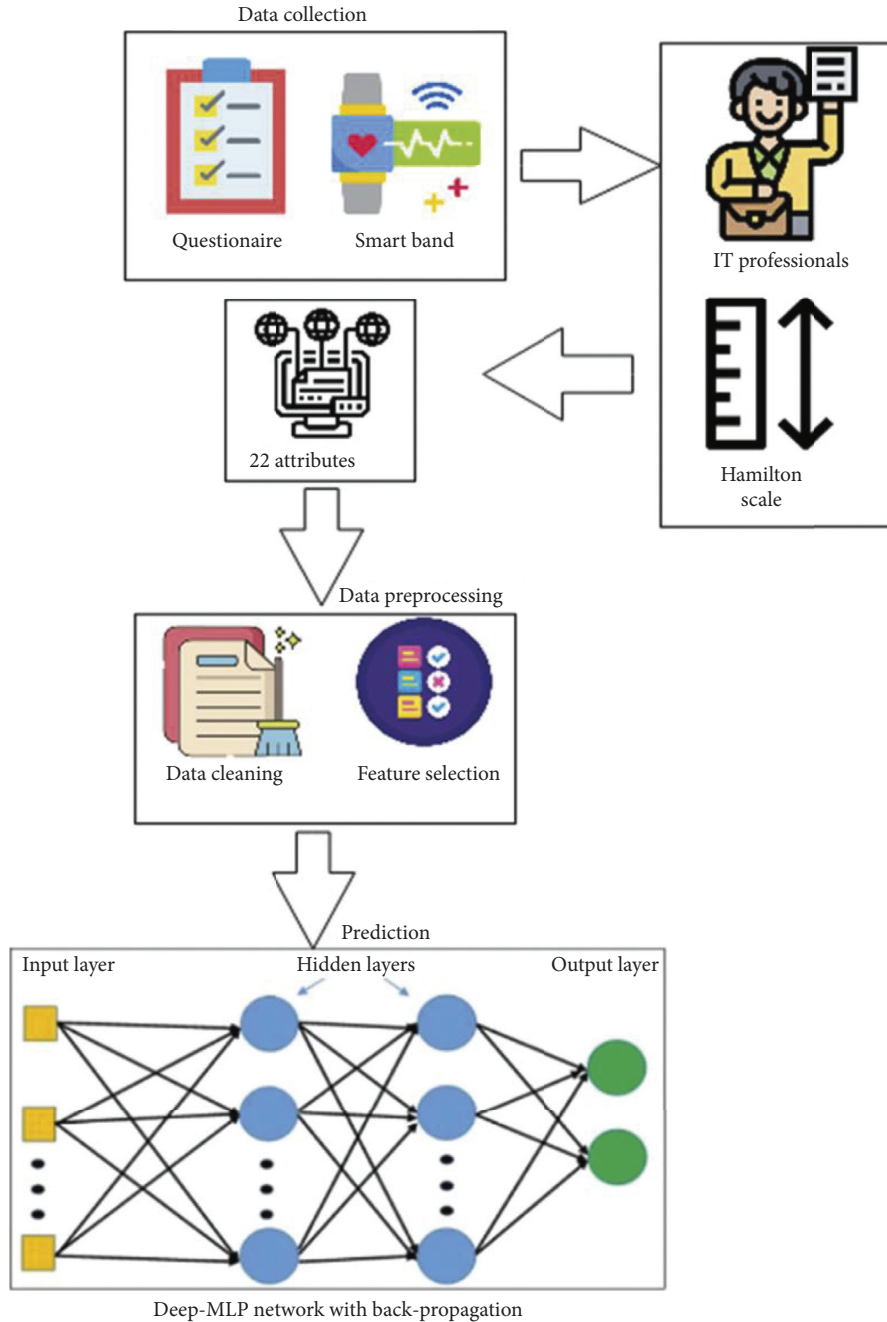 Data collection
Questionaire
Smart band
IT professionals
Hamilton
scale
22 attributes
Data preprocessing
Data cleaning
Feature selection
Prediction
Input layer
Hidden layers
Output layer
Deep-MLP network with back-propagation